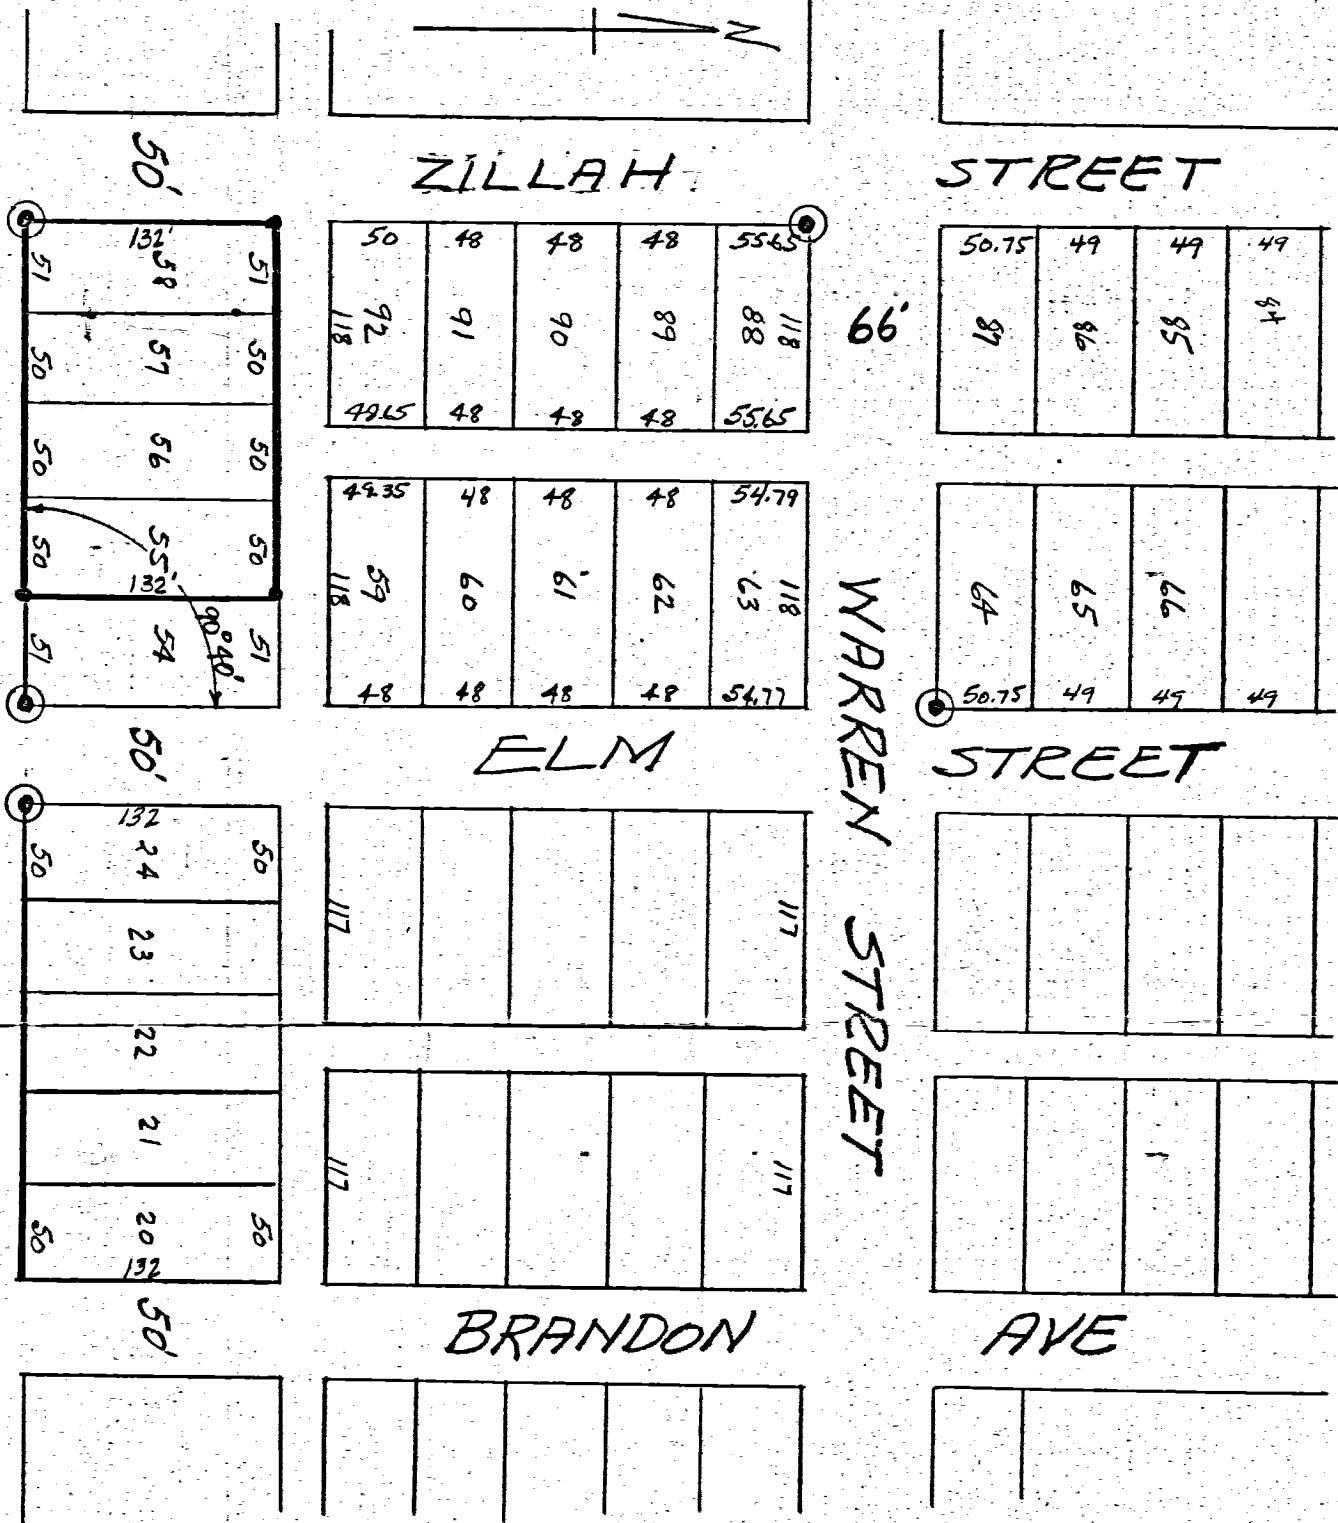 N
50'
ZILLAH STREET
132'
51 58 51
50 57 50
50 56 50
50 55 50
132'
90°40'
51 54 51
50 48 48 48 55.65
92 91 90 89 88
118 118
49.65 48 48 48 55.65
66'
50.75 49 49 49
87 86 85 84
49.35 48 48 48 54.79
59 60 61 62 63
118 118
48 48 48 48 54.77
64 65 66
50.75 49 49 49
WARREN STREET
50'
ELM STREET
132
50 24 50
23
22
21
50 20 50
132
117 117
117 117
50'
BRANDON AVE